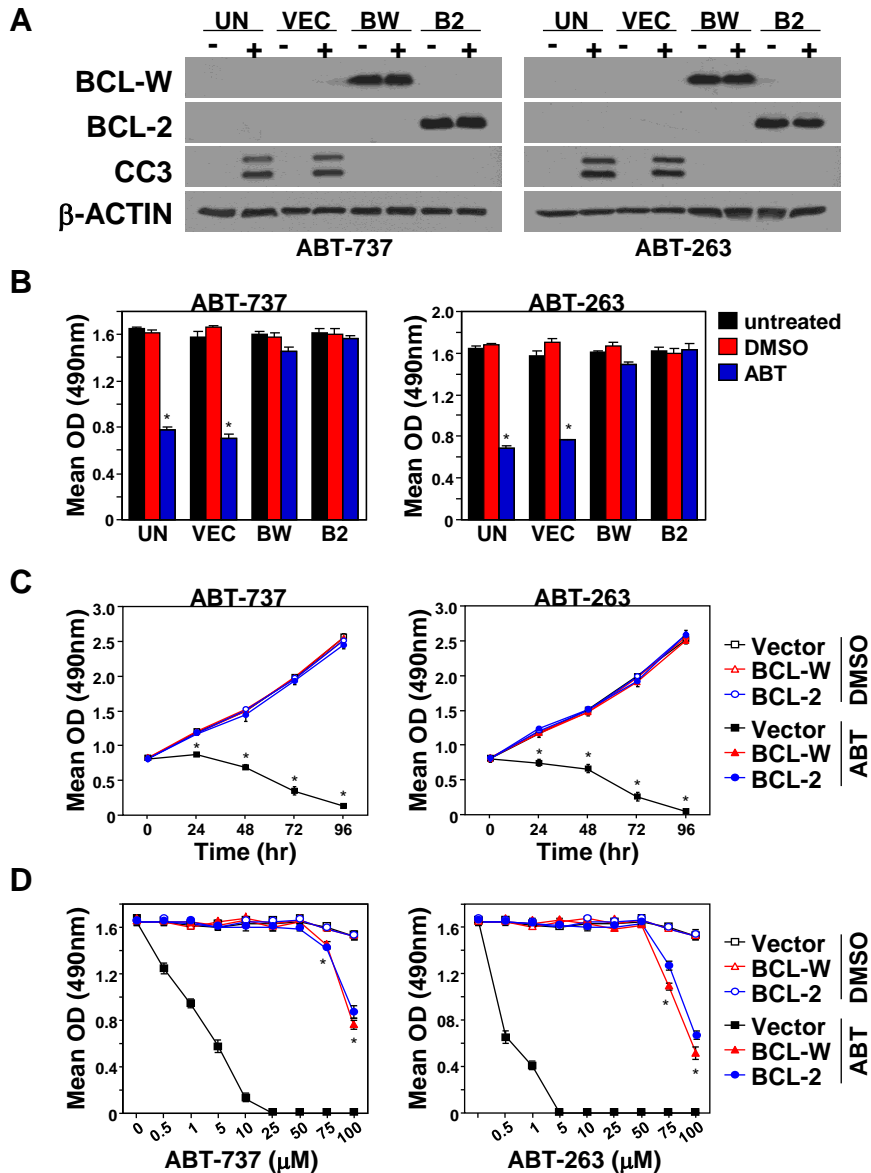 A
UN VEC BW B2 UN VEC BW B2
- + - + - + - + - + - + - + - +
BCL-W
BCL-2
CC3
β-ACTIN
ABT-737 ABT-263
B
ABT-737 ABT-263
Mean OD (490nm)
1.6
1.2
0.8
0.4
0
* *
UN VEC BW B2
Mean OD (490nm)
2.0
1.6
1.2
0.8
0.4
0
* *
UN VEC BW B2
untreated
DMSO
ABT
C
ABT-737 ABT-263
Mean OD (490nm)
3.0
2.5
2.0
1.5
1.0
0.5
0
* * * *
0 24 48 72 96
Time (hr)
Mean OD (490nm)
3.0
2.5
2.0
1.5
1.0
0.5
0
* * * *
0 24 48 72 96
Time (hr)
Vector
BCL-W
BCL-2
DMSO
Vector
BCL-W
BCL-2
ABT
D
Mean OD (490nm)
1.6
1.2
0.8
0.4
0
* *
0 0.5 1 5 10 25 50 75 100
ABT-737 (μM)
Mean OD (490nm)
1.6
1.2
0.8
0.4
0
* *
0.5 1 5 10 25 50 75 100
ABT-263 (μM)
Vector
BCL-W
BCL-2
DMSO
Vector
BCL-W
BCL-2
ABT